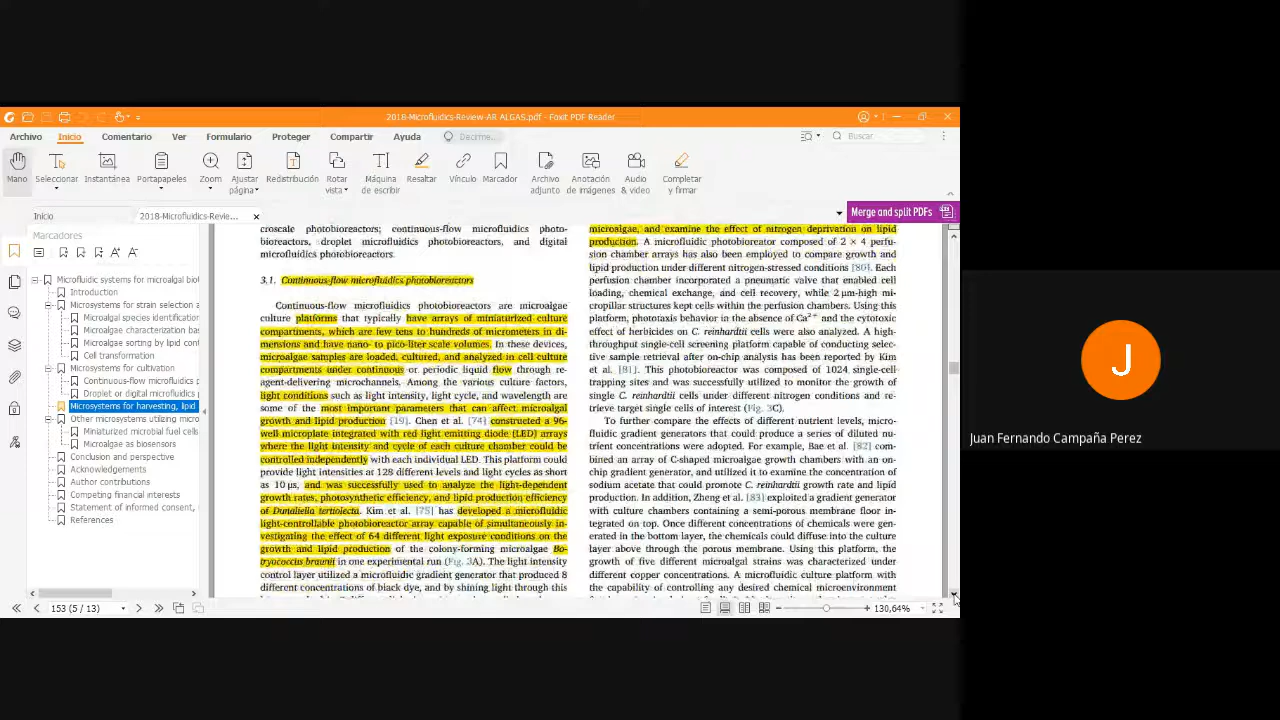 2018-Microfluidics-Review-AR ALGAS.pdf - Foxit PDF Reader
Archivo Inicio Comentario Ver Formulario Proteger Compartir Ayuda Decirme... Buscar
Mano Seleccionar Instantánea Portapapeles Zoom Ajustar página Redistribución Rotar vista Máquina de escribir Resaltar Vínculo Marcador Archivo adjunto Anotación de imágenes Audio & video Completar y firmar
Inicio 2018-Microfluidics-Revie... Merge and split PDFs
Marcadores
Microfluidic systems for microalgal biot
Introduction
Microsystems for strain selection a
Microalgal species identification
Microalgae characterization bas
Microalgae sorting by lipid cont
Cell transformation
Microsystems for cultivation
Continuous-flow microfluidics p
Droplet or digital microfluidics p
Microsystems for harvesting, lipid
Other microsystems utilizing micro
Miniaturized microbial fuel cells
Microalgae as biosensors
Conclusion and perspective
Acknowledgements
Author contributions
Competing financial interests
Statement of informed consent,
References
croscale photobioreactors; continuous-flow microfluidics photo-
bioreactors, droplet microfluidics photobioreactors, and digital
microfluidics photobioreactors.
3.1. Continuous-flow microfluidics photobioreactors
Continuous-flow microfluidics photobioreactors are microalgae
culture platforms that typically have arrays of miniaturized culture
compartments, which are few tens to hundreds of micrometers in di-
mensions and have nano- to pico-liter scale volumes. In these devices,
microalgae samples are loaded, cultured, and analyzed in cell culture
compartments under continuous or periodic liquid flow through re-
agent-delivering microchannels. Among the various culture factors,
light conditions such as light intensity, light cycle, and wavelength are
some of the most important parameters that can affect microalgal
growth and lipid production [19]. Chen et al. [74] constructed a 96-
well microplate integrated with red light emitting diode (LED) arrays
where the light intensity and cycle of each culture chamber could be
controlled independently with each individual LED. This platform could
provide light intensities at 128 different levels and light cycles as short
as 10 μs, and was successfully used to analyze the light-dependent
growth rates, photosynthetic efficiency, and lipid production efficiency
of Dunaliella tertiolecta. Kim et al. [75] has developed a microfluidic
light-controllable photobioreactor array capable of simultaneously in-
vestigating the effect of 64 different light exposure conditions on the
growth and lipid production of the colony-forming microalgae Bo-
tryococcus braunii in one experimental run (Fig. 3A). The light intensity
control layer utilized a microfluidic gradient generator that produced 8
different concentrations of black dye, and by shining light through this
microalgae, and examine the effect of nitrogen deprivation on lipid
production. A microfluidic photobioreator composed of 2 × 4 perfu-
sion chamber arrays has also been employed to compare growth and
lipid production under different nitrogen-stressed conditions [80]. Each
perfusion chamber incorporated a pneumatic valve that enabled cell
loading, chemical exchange, and cell recovery, while 2 μm-high mi-
cropillar structures kept cells within the perfusion chambers. Using this
platform, phototaxis behavior in the absence of Ca2+ and the cytotoxic
effect of herbicides on C. reinhardtii cells were also analyzed. A high-
throughput single-cell screening platform capable of conducting selec-
tive sample retrieval after on-chip analysis has been reported by Kim
et al. [81]. This photobioreactor was composed of 1024 single-cell
trapping sites and was successfully utilized to monitor the growth of
single C. reinhardtii cells under different nitrogen conditions and re-
trieve target single cells of interest (Fig. 3C).
To further compare the effects of different nutrient levels, micro-
fluidic gradient generators that could produce a series of diluted nu-
trient concentrations were adopted. For example, Bae et al. [82] com-
bined an array of C-shaped microalgae growth chambers with an on-
chip gradient generator, and utilized it to examine the concentration of
sodium acetate that could promote C. reinhardtii growth rate and lipid
production. In addition, Zheng et al. [83] exploited a gradient generator
with culture chambers containing a semi-porous membrane floor in-
tegrated on top. Once different concentrations of chemicals were gen-
erated in the bottom layer, the chemicals could diffuse into the culture
layer above through the porous membrane. Using this platform, the
growth of five different microalgal strains was characterized under
different copper concentrations. A microfluidic culture platform with
the capability of controlling any desired chemical microenvironment
153 (5 / 13) 130,64%
J
Juan Fernando Campaña Perez